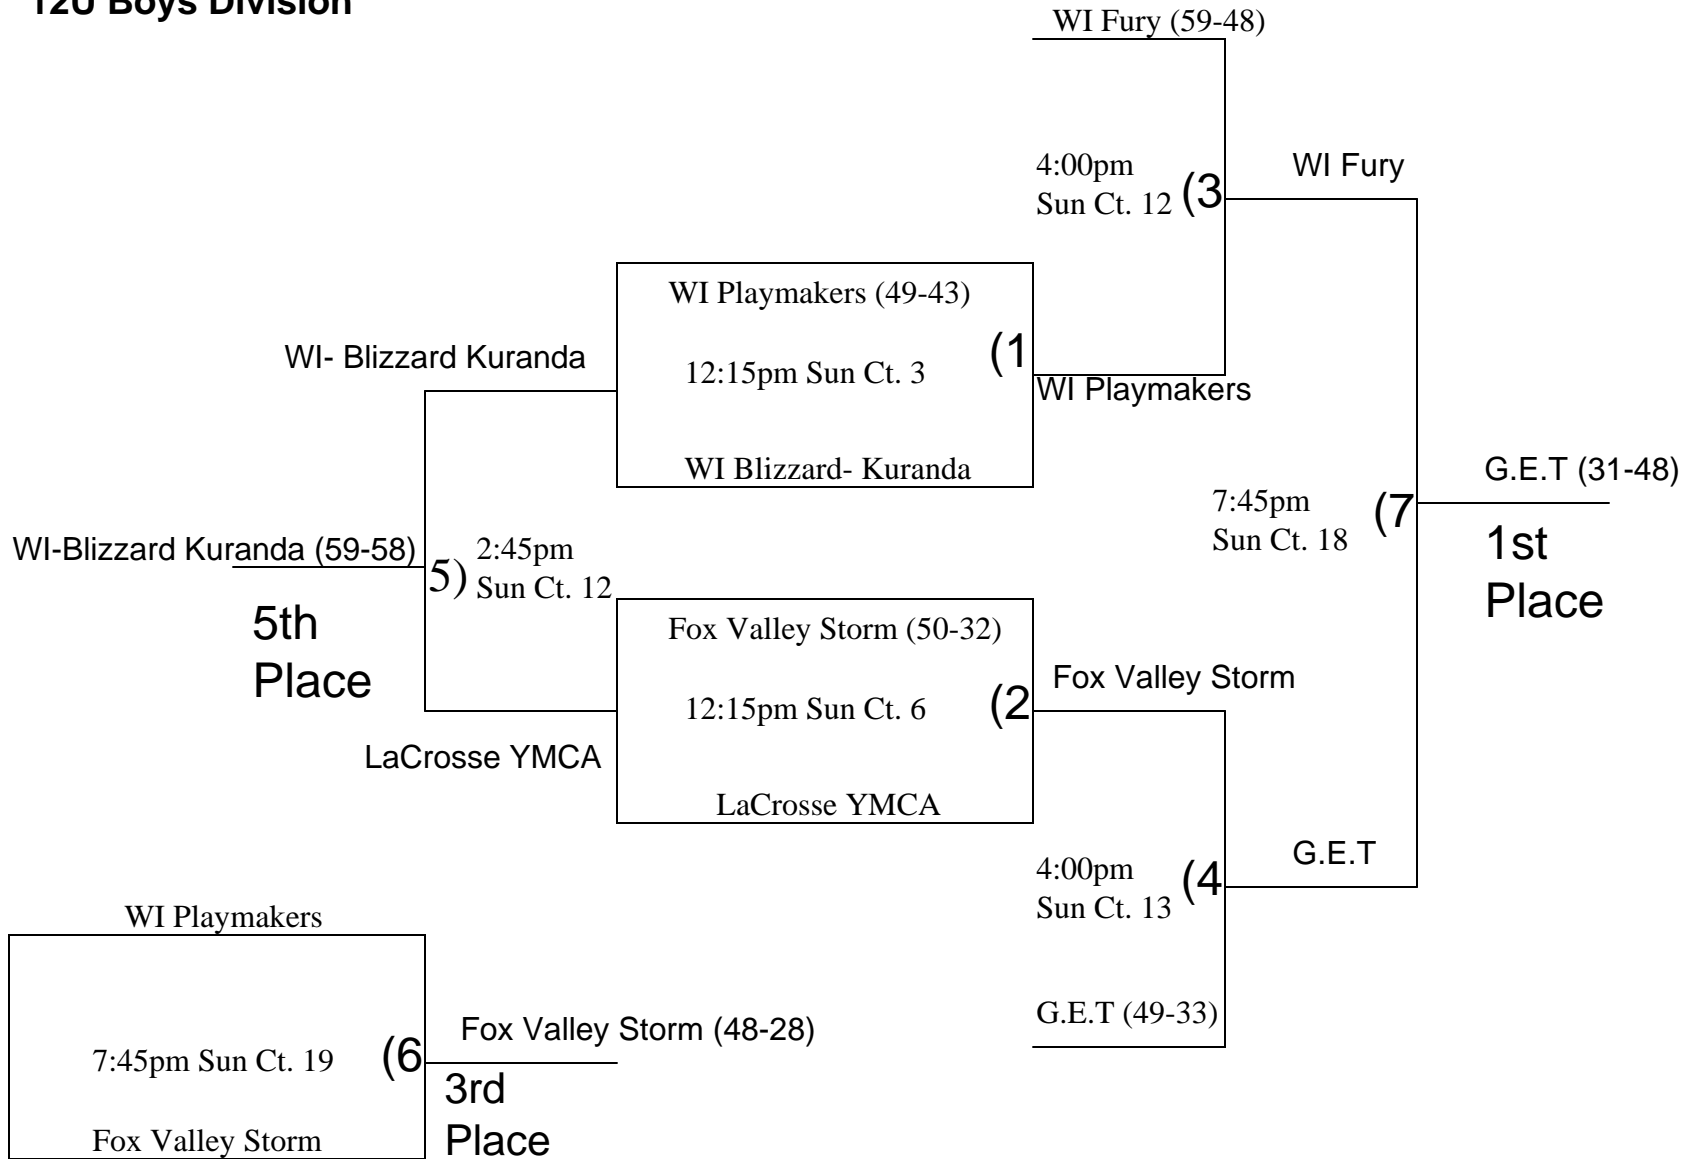 12U Boys Division
WI Fury (59-48)
4:00pm
Sun Ct. 12 (3
WI Fury
WI Playmakers (49-43)
WI- Blizzard Kuranda
12:15pm Sun Ct. 3 (1
WI Playmakers
WI Blizzard- Kuranda
G.E.T (31-48)
7:45pm
Sun Ct. 18 (7
1st
Place
WI-Blizzard Kuranda (59-58)
5) 2:45pm
Sun Ct. 12
5th
Place
Fox Valley Storm (50-32)
Fox Valley Storm
12:15pm Sun Ct. 6 (2
LaCrosse YMCA
LaCrosse YMCA
4:00pm
Sun Ct. 13 (4
G.E.T
WI Playmakers
G.E.T (49-33)
Fox Valley Storm (48-28)
7:45pm Sun Ct. 19 (6
3rd
Place
Fox Valley Storm